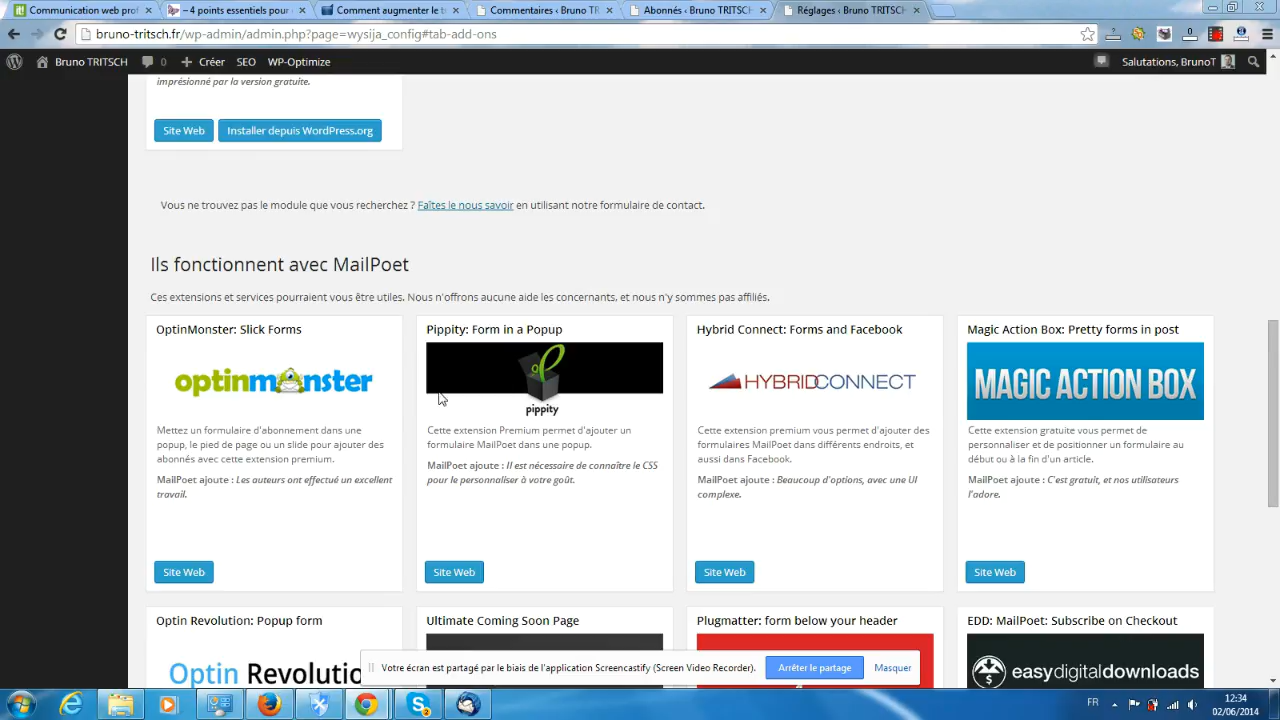 Communication web pro
– 4 points essentiels pour
Comment augmenter le t
Commentaires ‹ Bruno TR
Abonnés ‹ Bruno TRITSCH
Réglages ‹ Bruno TRITSCH
bruno-tritsch.fr/wp-admin/admin.php?page=wysija_config#tab-add-ons
Bruno TRITSCH 0 Créer SEO WP-Optimize Salutations, BrunoT
imprésionné par la version gratuite.
Site Web Installer depuis WordPress.org
Vous ne trouvez pas le module que vous recherchez ? Faîtes le nous savoir en utilisant notre formulaire de contact.
Ils fonctionnent avec MailPoet
Ces extensions et services pourraient vous être utiles. Nous n'offrons aucune aide les concernants, et nous n'y sommes pas affiliés.
OptinMonster: Slick Forms
optinmonster
Mettez un formulaire d'abonnement dans une
popup, le pied de page ou un slide pour ajouter des
abonnés avec cette extension premium.
MailPoet ajoute : Les auteurs ont effectué un excellent
travail.
Site Web
Pippity: Form in a Popup
pippity
Cette extension Premium permet d'ajouter un
formulaire MailPoet dans une popup.
MailPoet ajoute : Il est nécessaire de connaître le CSS
pour le personnaliser à votre goût.
Site Web
Hybrid Connect: Forms and Facebook
HYBRIDCONNECT
Cette extension premium vous permet d'ajouter des
formulaires MailPoet dans différents endroits, et
aussi dans Facebook.
MailPoet ajoute : Beaucoup d'options, avec une UI
complexe.
Site Web
Magic Action Box: Pretty forms in post
MAGIC ACTION BOX
Cette extension gratuite vous permet de
personnaliser et de positionner un formulaire au
début ou à la fin d'un article.
MailPoet ajoute : C'est gratuit, et nos utilisateurs
l'adore.
Site Web
Optin Revolution: Popup form
Optin Revolutio
Ultimate Coming Soon Page
Plugmatter: form below your header
EDD: MailPoet: Subscribe on Checkout
easydigitaldownloads
Votre écran est partagé par le biais de l'application Screencastify (Screen Video Recorder). Arrêter le partage Masquer
FR
12:34
02/06/2014